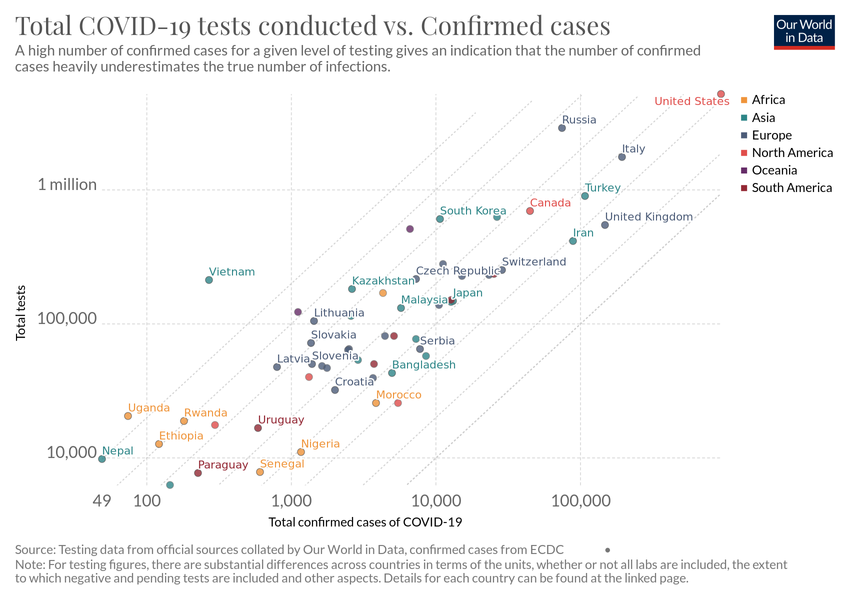 Total COVID-19 tests conducted vs. Confirmed cases
Our World
in Data
A high number of confirmed cases for a given level of testing gives an indication that the number of confirmed
cases heavily underestimates the true number of infections.
United States
Africa
Asia
Europe
North America
Oceania
South America
Russia
Italy
1 million
Turkey
Canada
South Korea
United Kingdom
Iran
Switzerland
Czech Republic
Vietnam
Kazakhstan
Japan
Malaysia
Lithuania
100,000
Total tests
Slovakia
Serbia
Latvia
Slovenia
Bangladesh
Croatia
Morocco
Uganda
Rwanda
Uruguay
Ethiopia
Nigeria
10,000
Nepal
Paraguay
Senegal
49
100
1,000
10,000
100,000
Total confirmed cases of COVID-19
Source: Testing data from official sources collated by Our World in Data, confirmed cases from ECDC
Note: For testing figures, there are substantial differences across countries in terms of the units, whether or not all labs are included, the extent
to which negative and pending tests are included and other aspects. Details for each country can be found at the linked page.